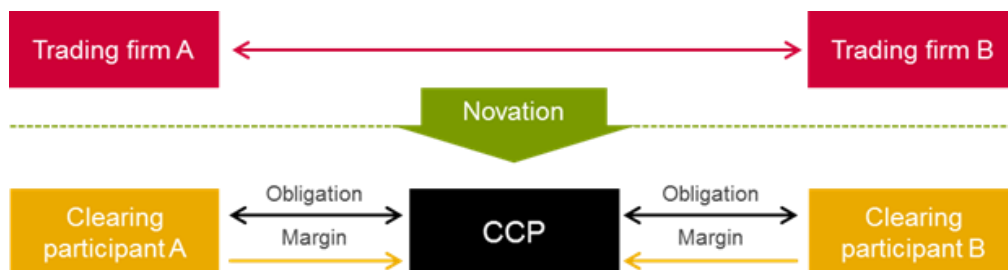 Trading firm A
Trading firm B
Novation
Clearing
participant A
Obligation
Margin
CCP
Obligation
Margin
Clearing
participant B